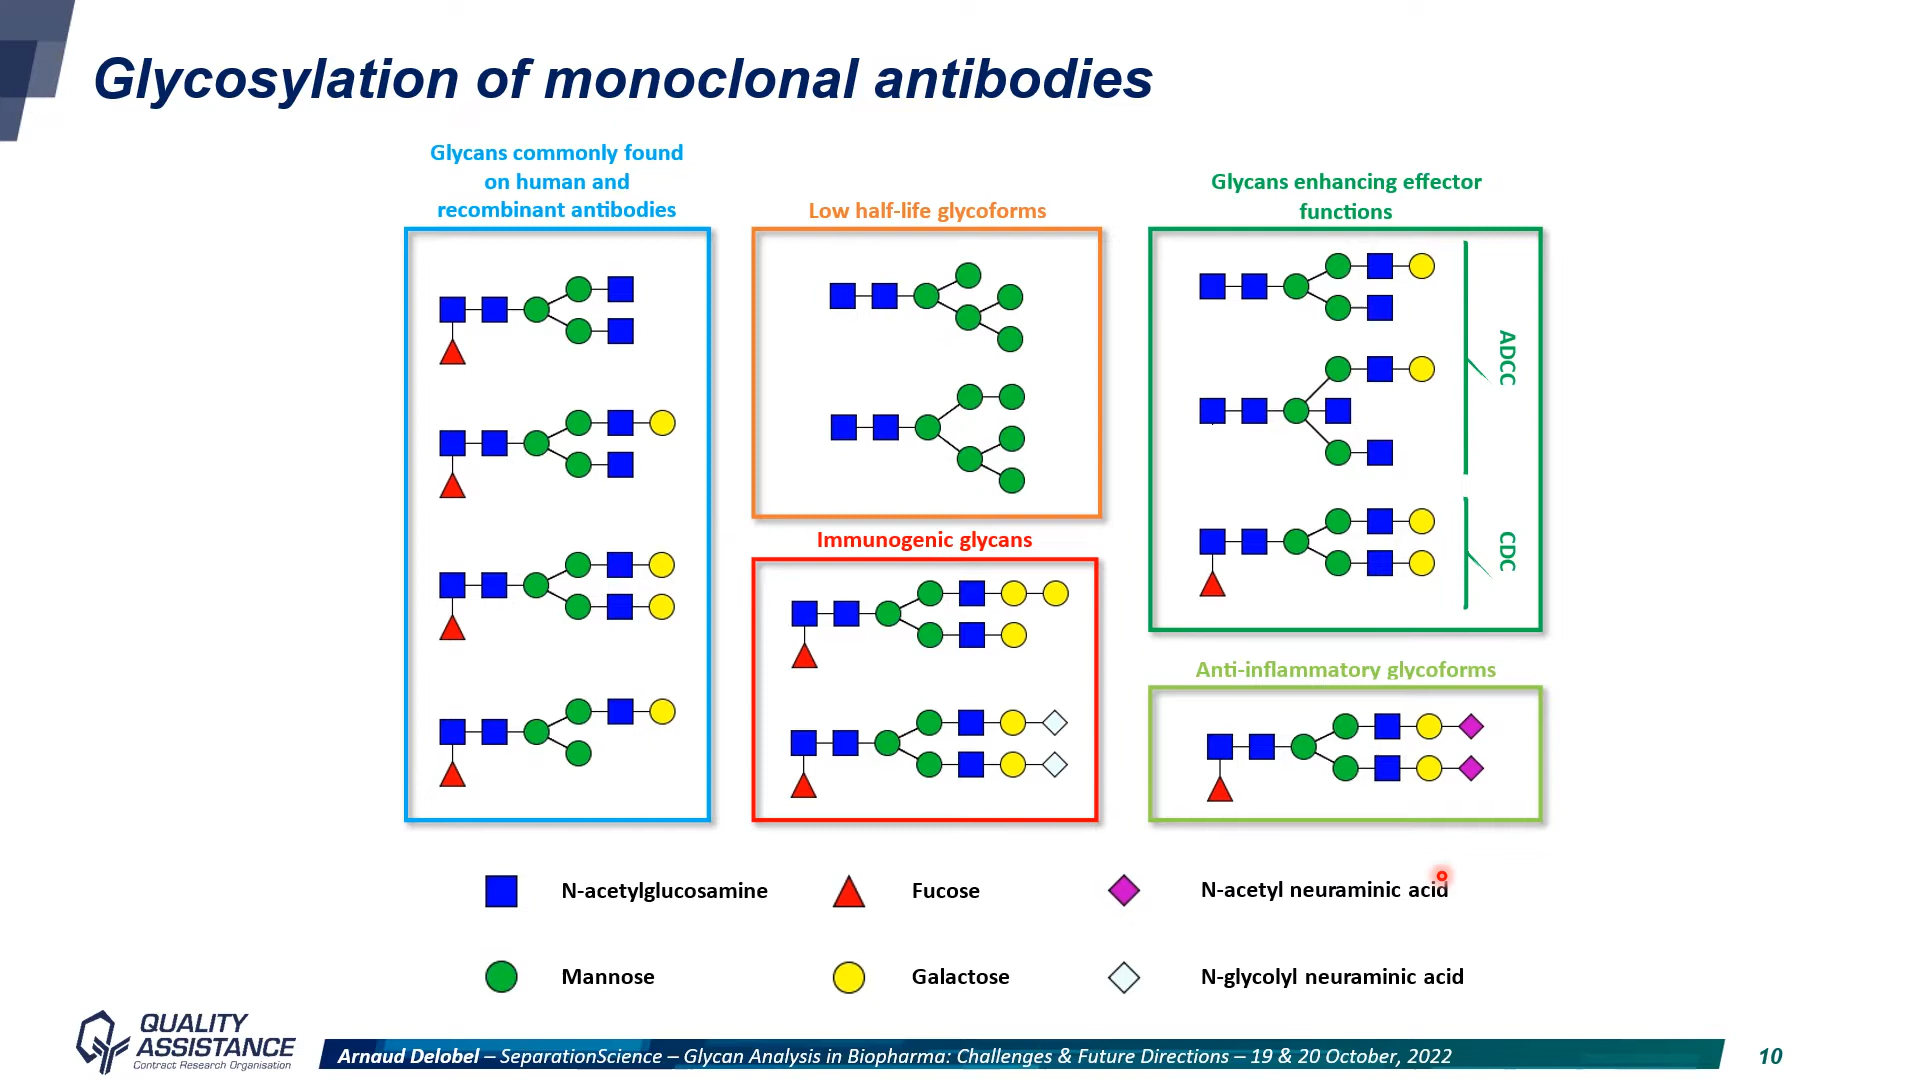 Glycosylation of monoclonal antibodies
Glycans commonly found
on human and
recombinant antibodies
Low half-life glycoforms
Glycans enhancing effector
functions
ADCC
CDC
Immunogenic glycans
Anti-inflammatory glycoforms
N-acetylglucosamine
Fucose
N-acetyl neuraminic acid
Mannose
Galactose
N-glycolyl neuraminic acid
QUALITY
ASSISTANCE
Contract Research Organisation
Arnaud Delobel – SeparationScience – Glycan Analysis in Biopharma: Challenges & Future Directions – 19 & 20 October, 2022
10